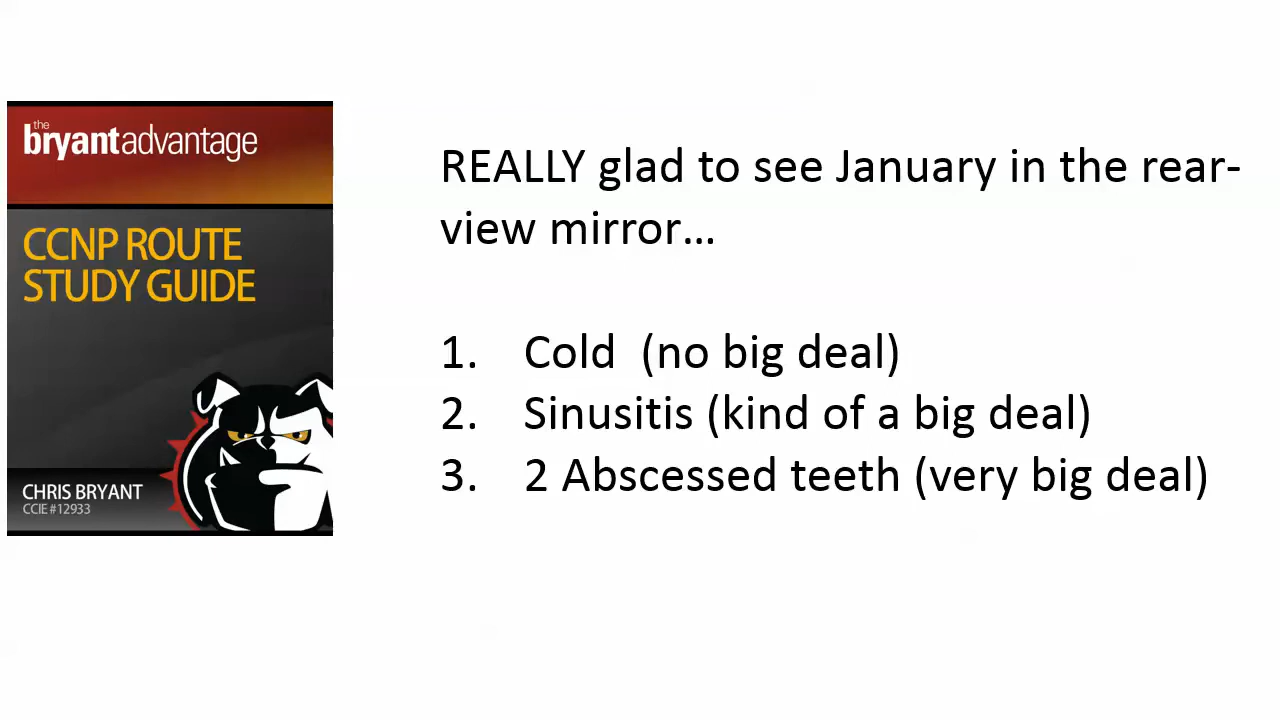 the
bryantadvantage
CCNP ROUTE
STUDY GUIDE
CHRIS BRYANT
CCIE #12933
REALLY glad to see January in the rear-
view mirror…
1. Cold (no big deal)
2. Sinusitis (kind of a big deal)
3. 2 Abscessed teeth (very big deal)